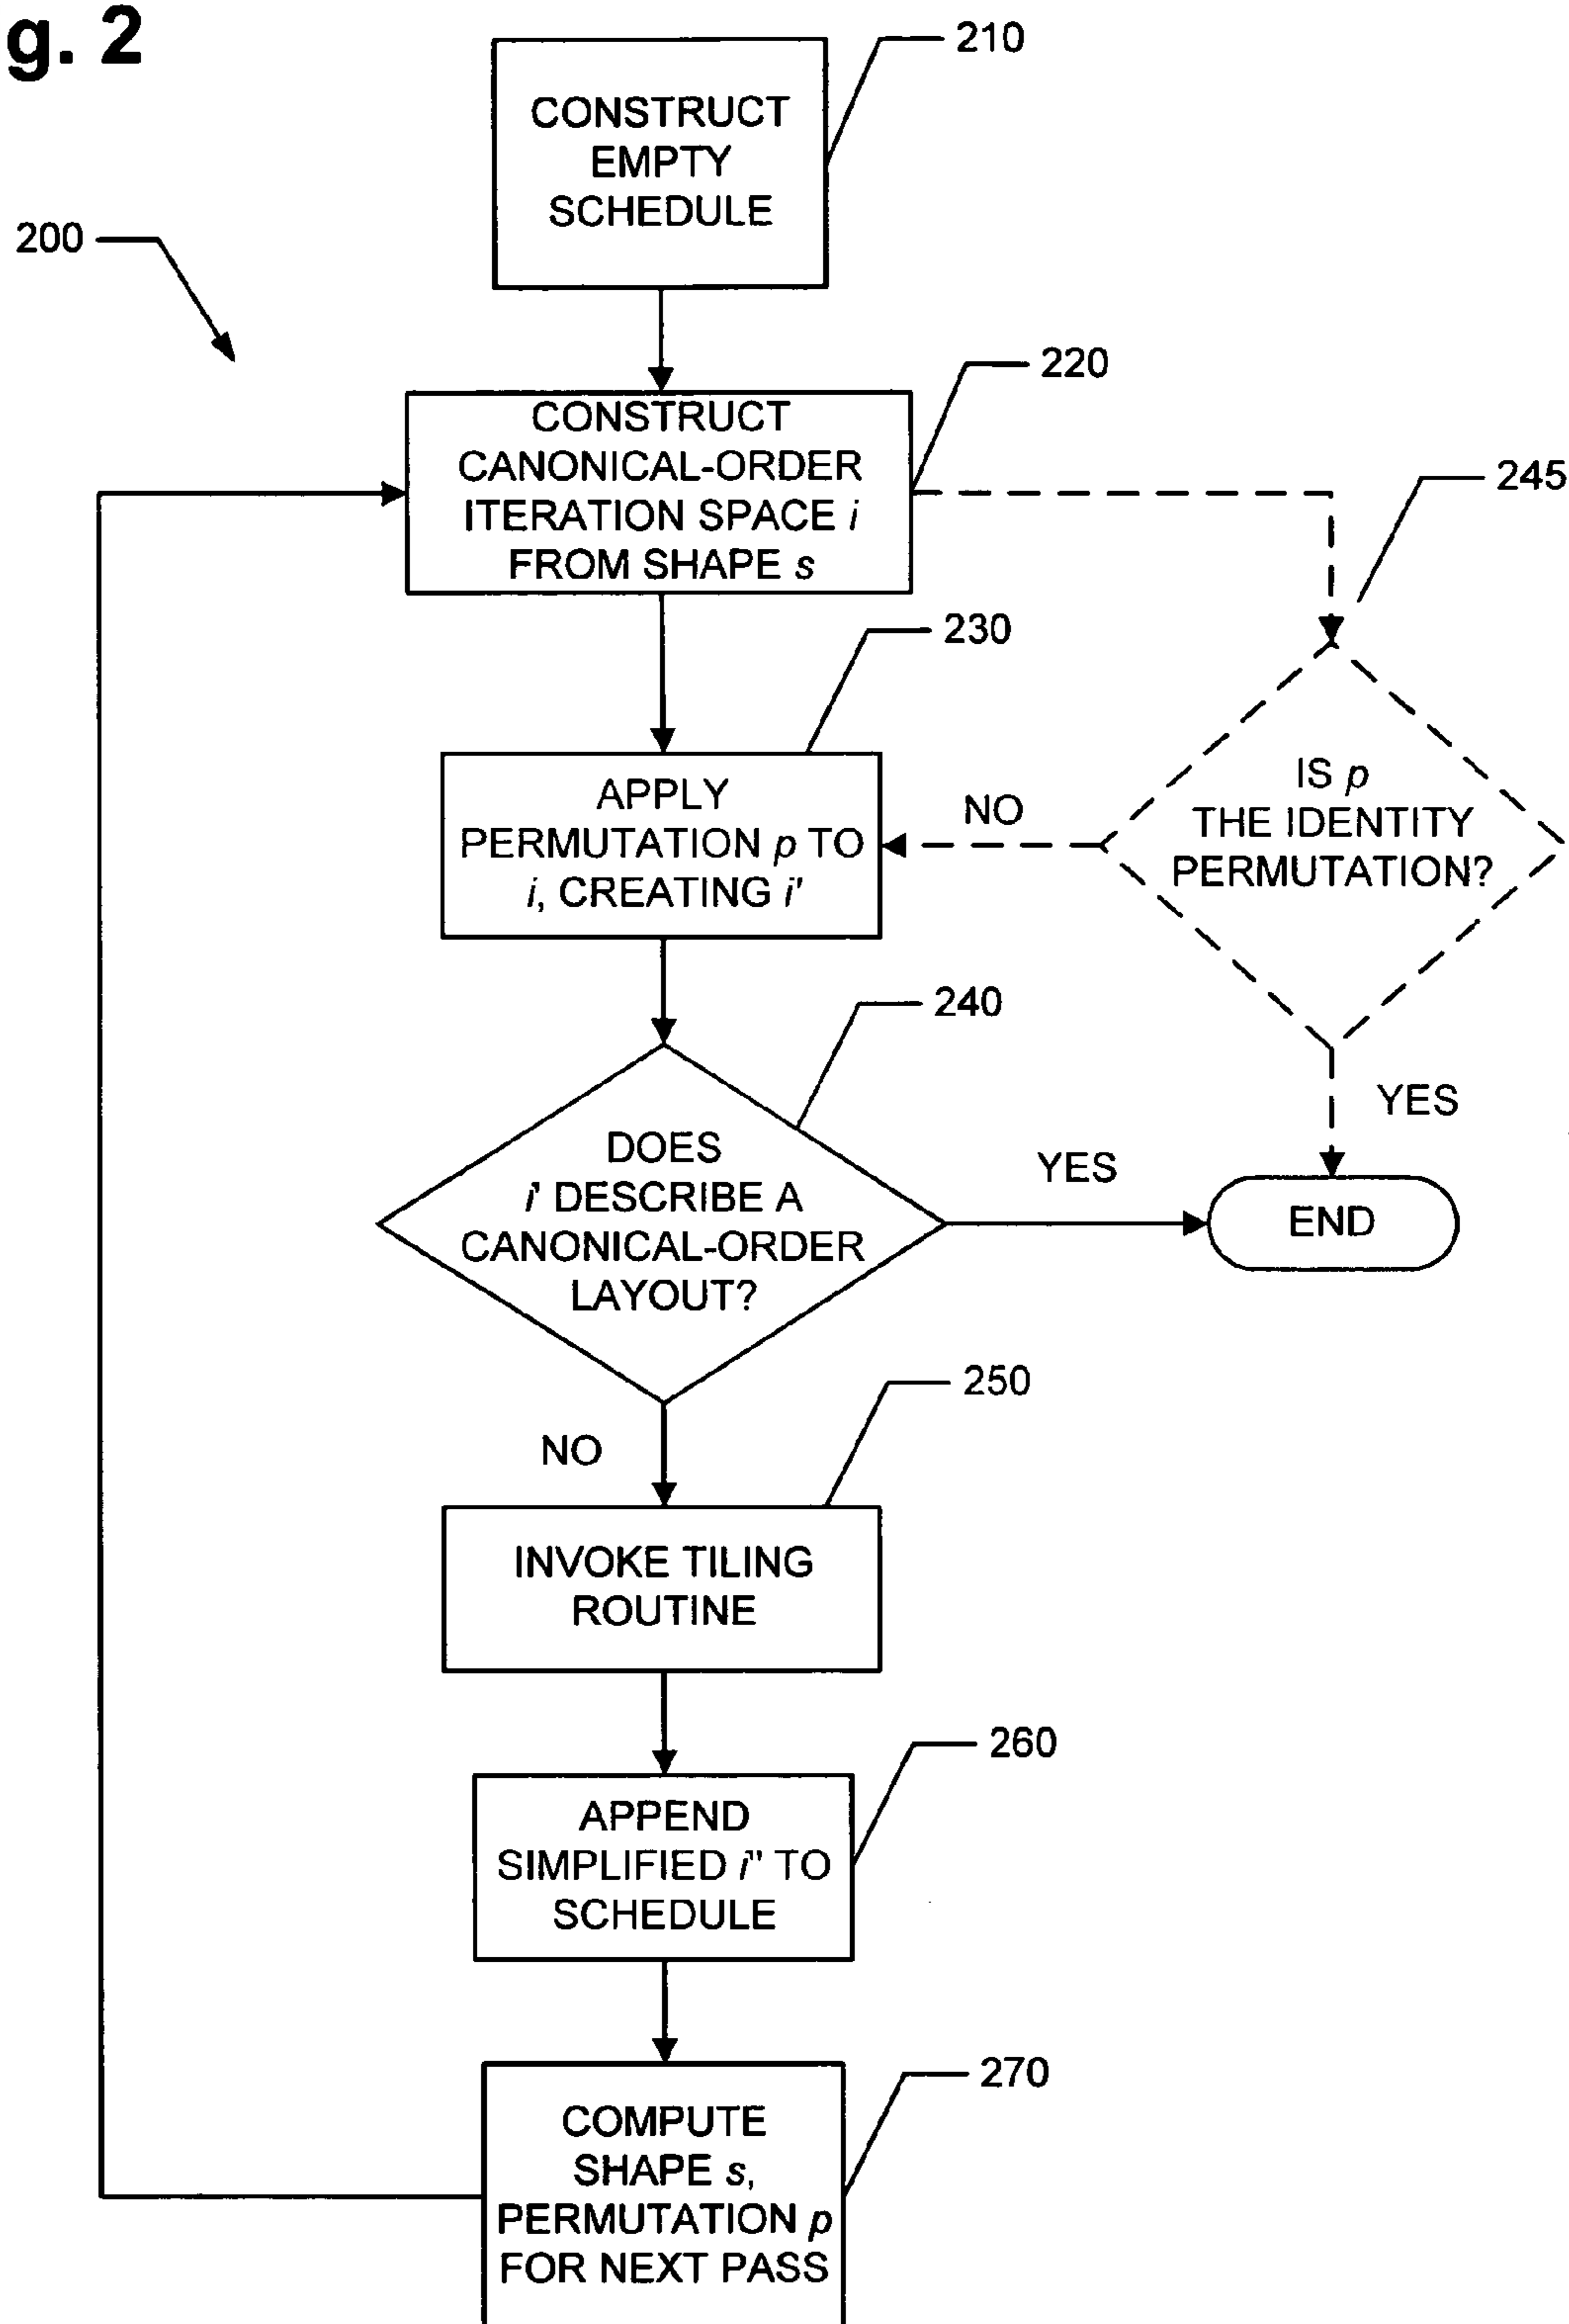 g. 2
210
CONSTRUCT
EMPTY
SCHEDULE
200
220
CONSTRUCT
CANONICAL-ORDER
ITERATION SPACE i
FROM SHAPE s
245
230
APPLY
PERMUTATION p TO
i, CREATING i'
NO
IS p
THE IDENTITY
PERMUTATION?
240
YES
DOES
i' DESCRIBE A
CANONICAL-ORDER
LAYOUT?
YES
END
250
NO
INVOKE TILING
ROUTINE
260
APPEND
SIMPLIFIED i" TO
SCHEDULE
270
COMPUTE
SHAPE s,
PERMUTATION p
FOR NEXT PASS